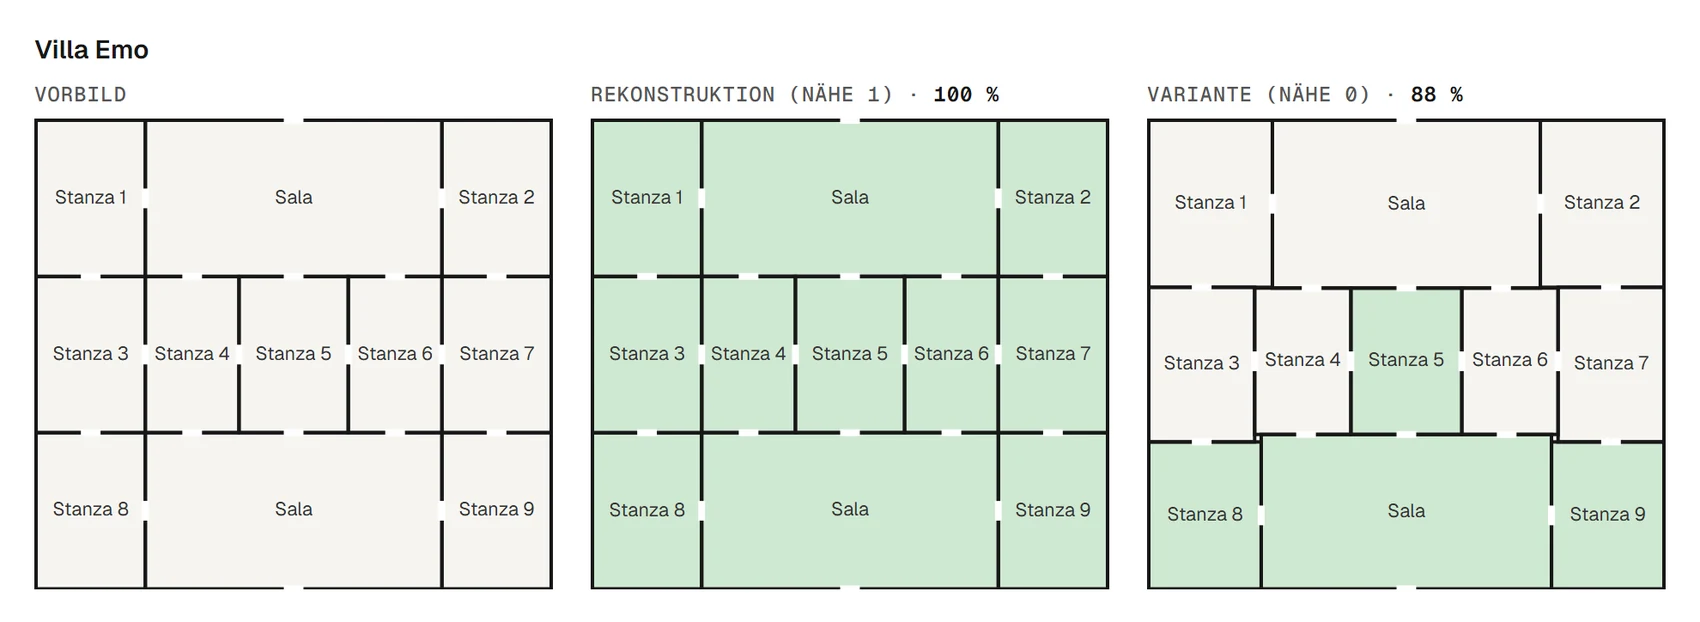 Villa Emo
VORBILD
Stanza 1
Sala
Stanza 2
Stanza 3
Stanza 4
Stanza 5
Stanza 6
Stanza 7
Stanza 8
Sala
Stanza 9
REKONSTRUKTION (NÄHE 1) · 100 %
Stanza 1
Sala
Stanza 2
Stanza 3
Stanza 4
Stanza 5
Stanza 6
Stanza 7
Stanza 8
Sala
Stanza 9
VARIANTE (NÄHE 0) · 88 %
Stanza 1
Sala
Stanza 2
Stanza 3
Stanza 4
Stanza 5
Stanza 6
Stanza 7
Stanza 8
Sala
Stanza 9